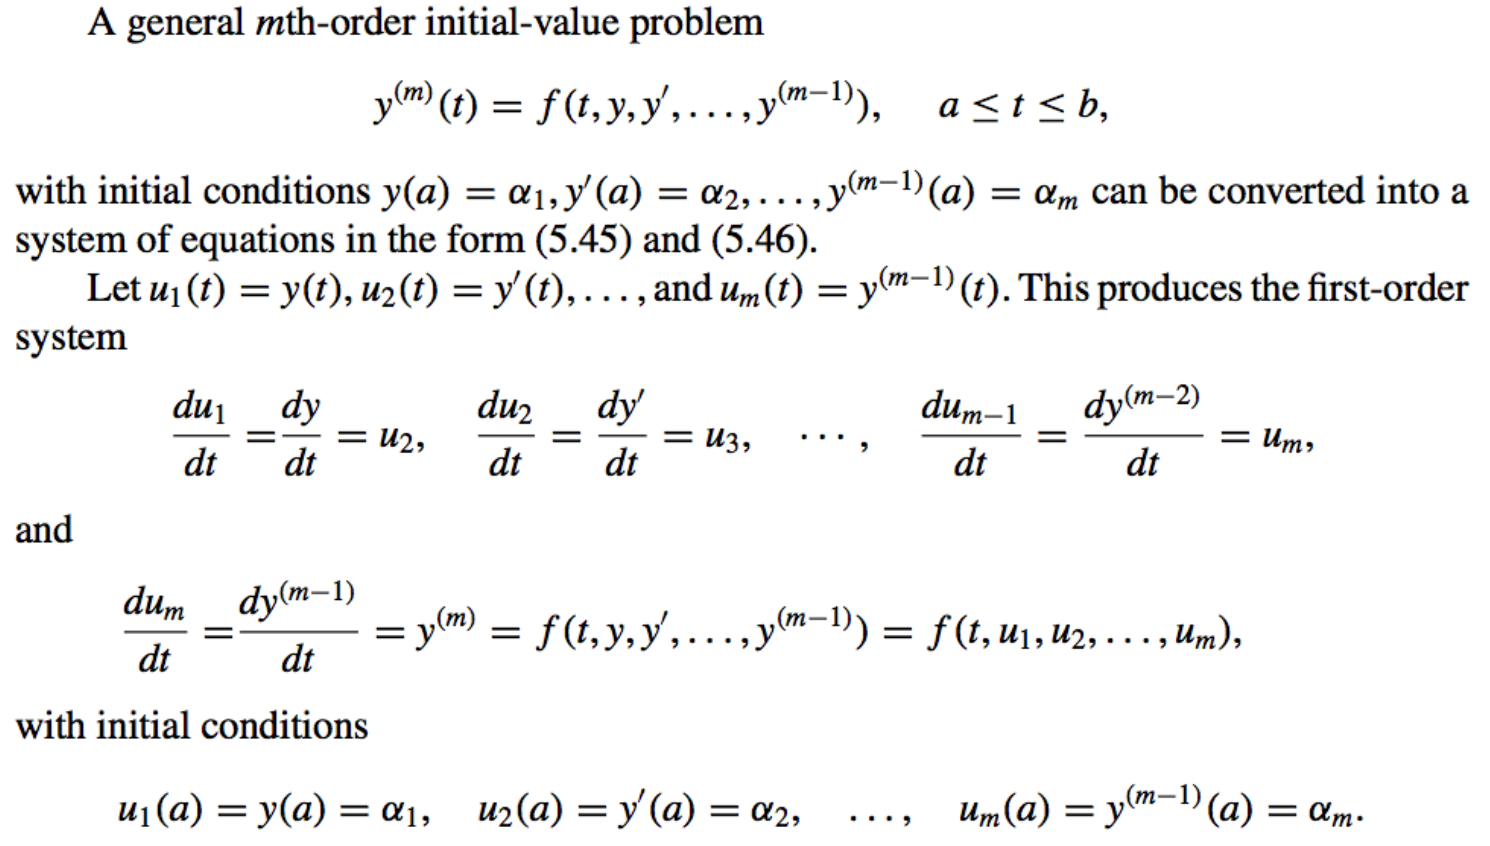 A general mth-order initial-value problem
y^(m)(t) = f(t, y, y′, . . . , y^(m−1)), a ≤ t ≤ b,
with initial conditions y(a) = α₁, y′(a) = α₂, . . . , y^(m−1)(a) = αₘ can be converted into a
system of equations in the form (5.45) and (5.46).
Let u₁(t) = y(t), u₂(t) = y′(t), . . . , and uₘ(t) = y^(m−1)(t). This produces the first-order
system
du₁/dt = dy/dt = u₂, du₂/dt = dy′/dt = u₃, · · · , duₘ₋₁/dt = dy^(m−2)/dt = uₘ,
and
duₘ/dt = dy^(m−1)/dt = y^(m) = f(t, y, y′, . . . , y^(m−1)) = f(t, u₁, u₂, . . . , uₘ),
with initial conditions
u₁(a) = y(a) = α₁, u₂(a) = y′(a) = α₂, . . . , uₘ(a) = y^(m−1)(a) = αₘ.